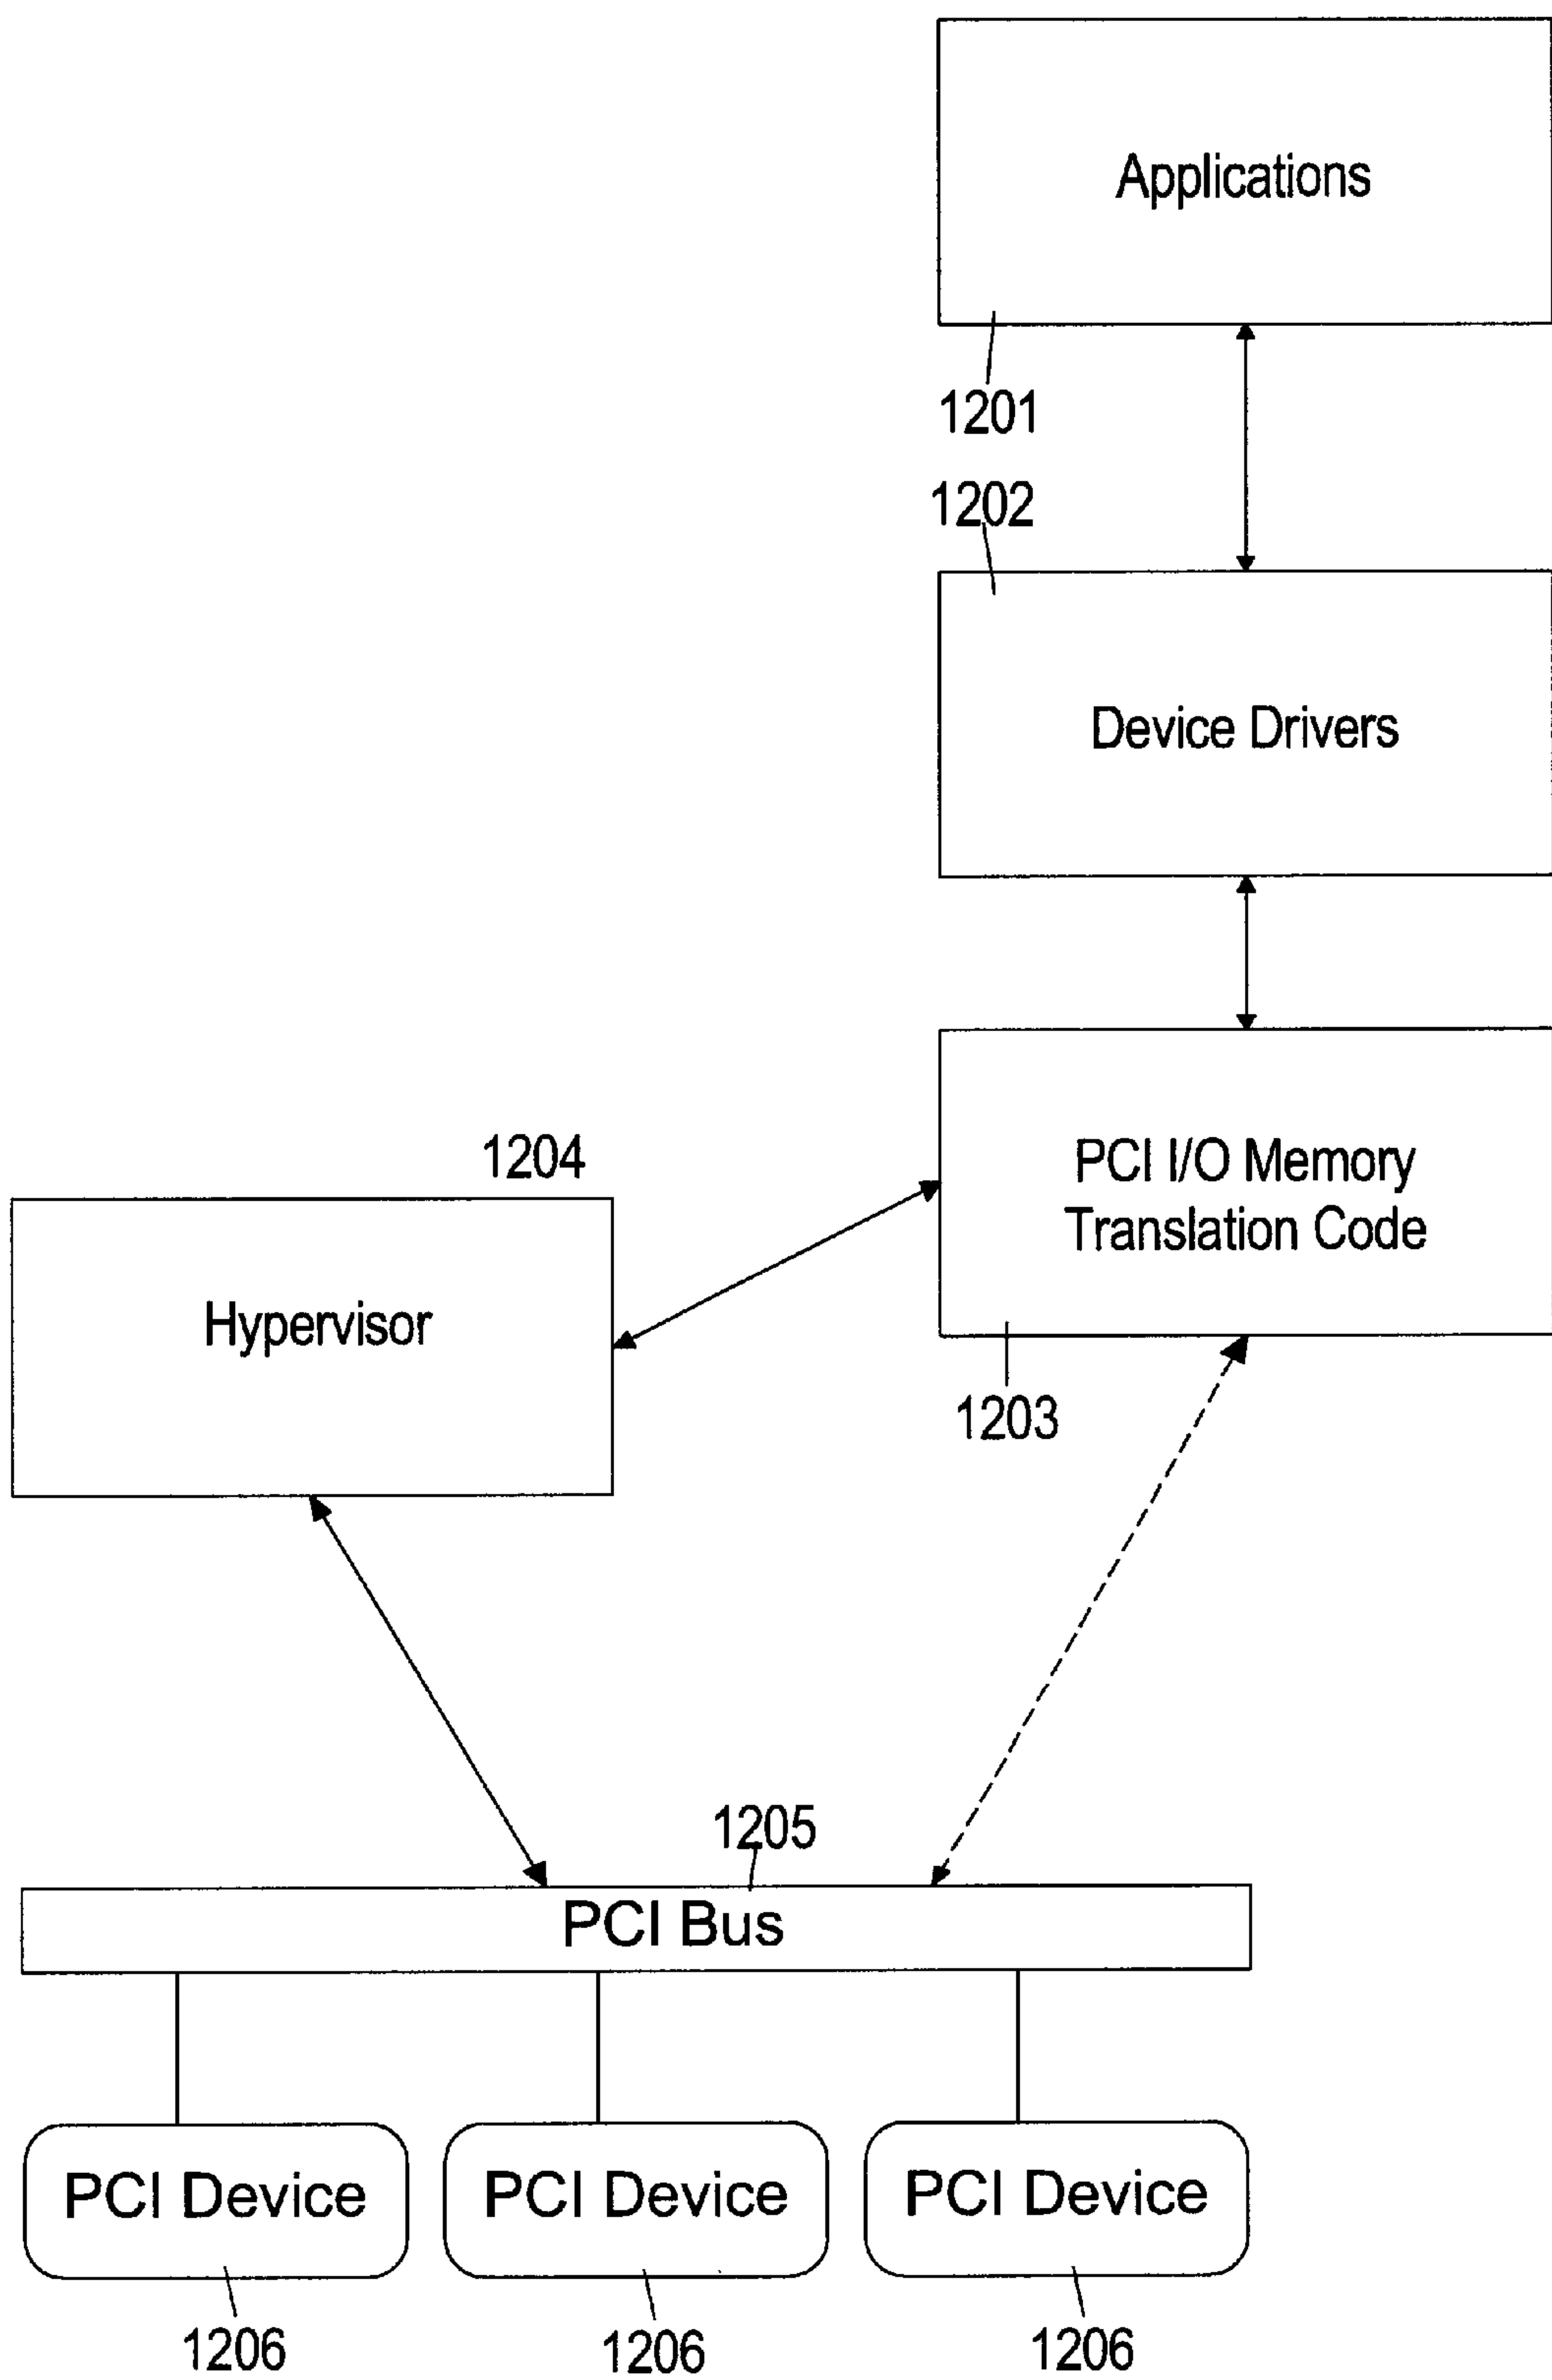 Applications
1201
1202
Device Drivers
1204
PCI I/O Memory
Translation Code
Hypervisor
1203
1205
PCI Bus
PCI Device
PCI Device
PCI Device
1206
1206
1206